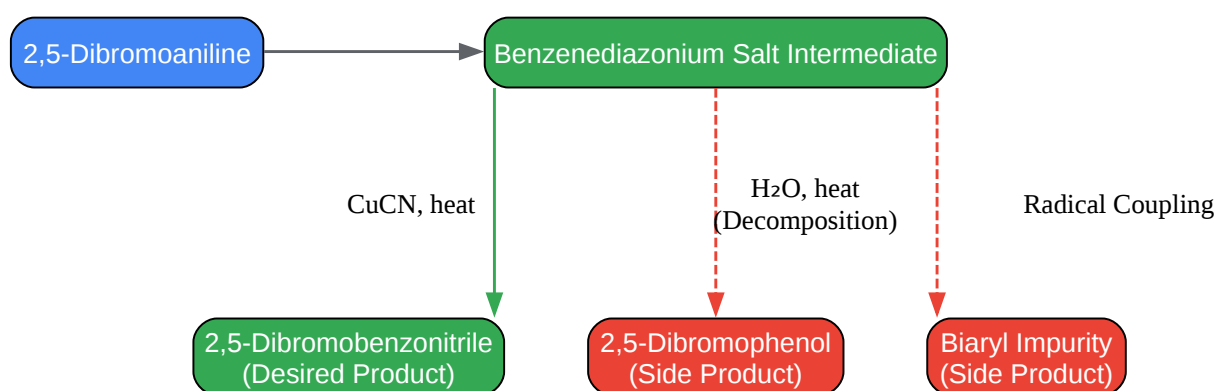 2,5-Dibromoaniline
Benzenediazonium Salt Intermediate
CuCN, heat
H₂O, heat
(Decomposition)
Radical Coupling
2,5-Dibromobenzonitrile
(Desired Product)
2,5-Dibromophenol
(Side Product)
Biaryl Impurity
(Side Product)